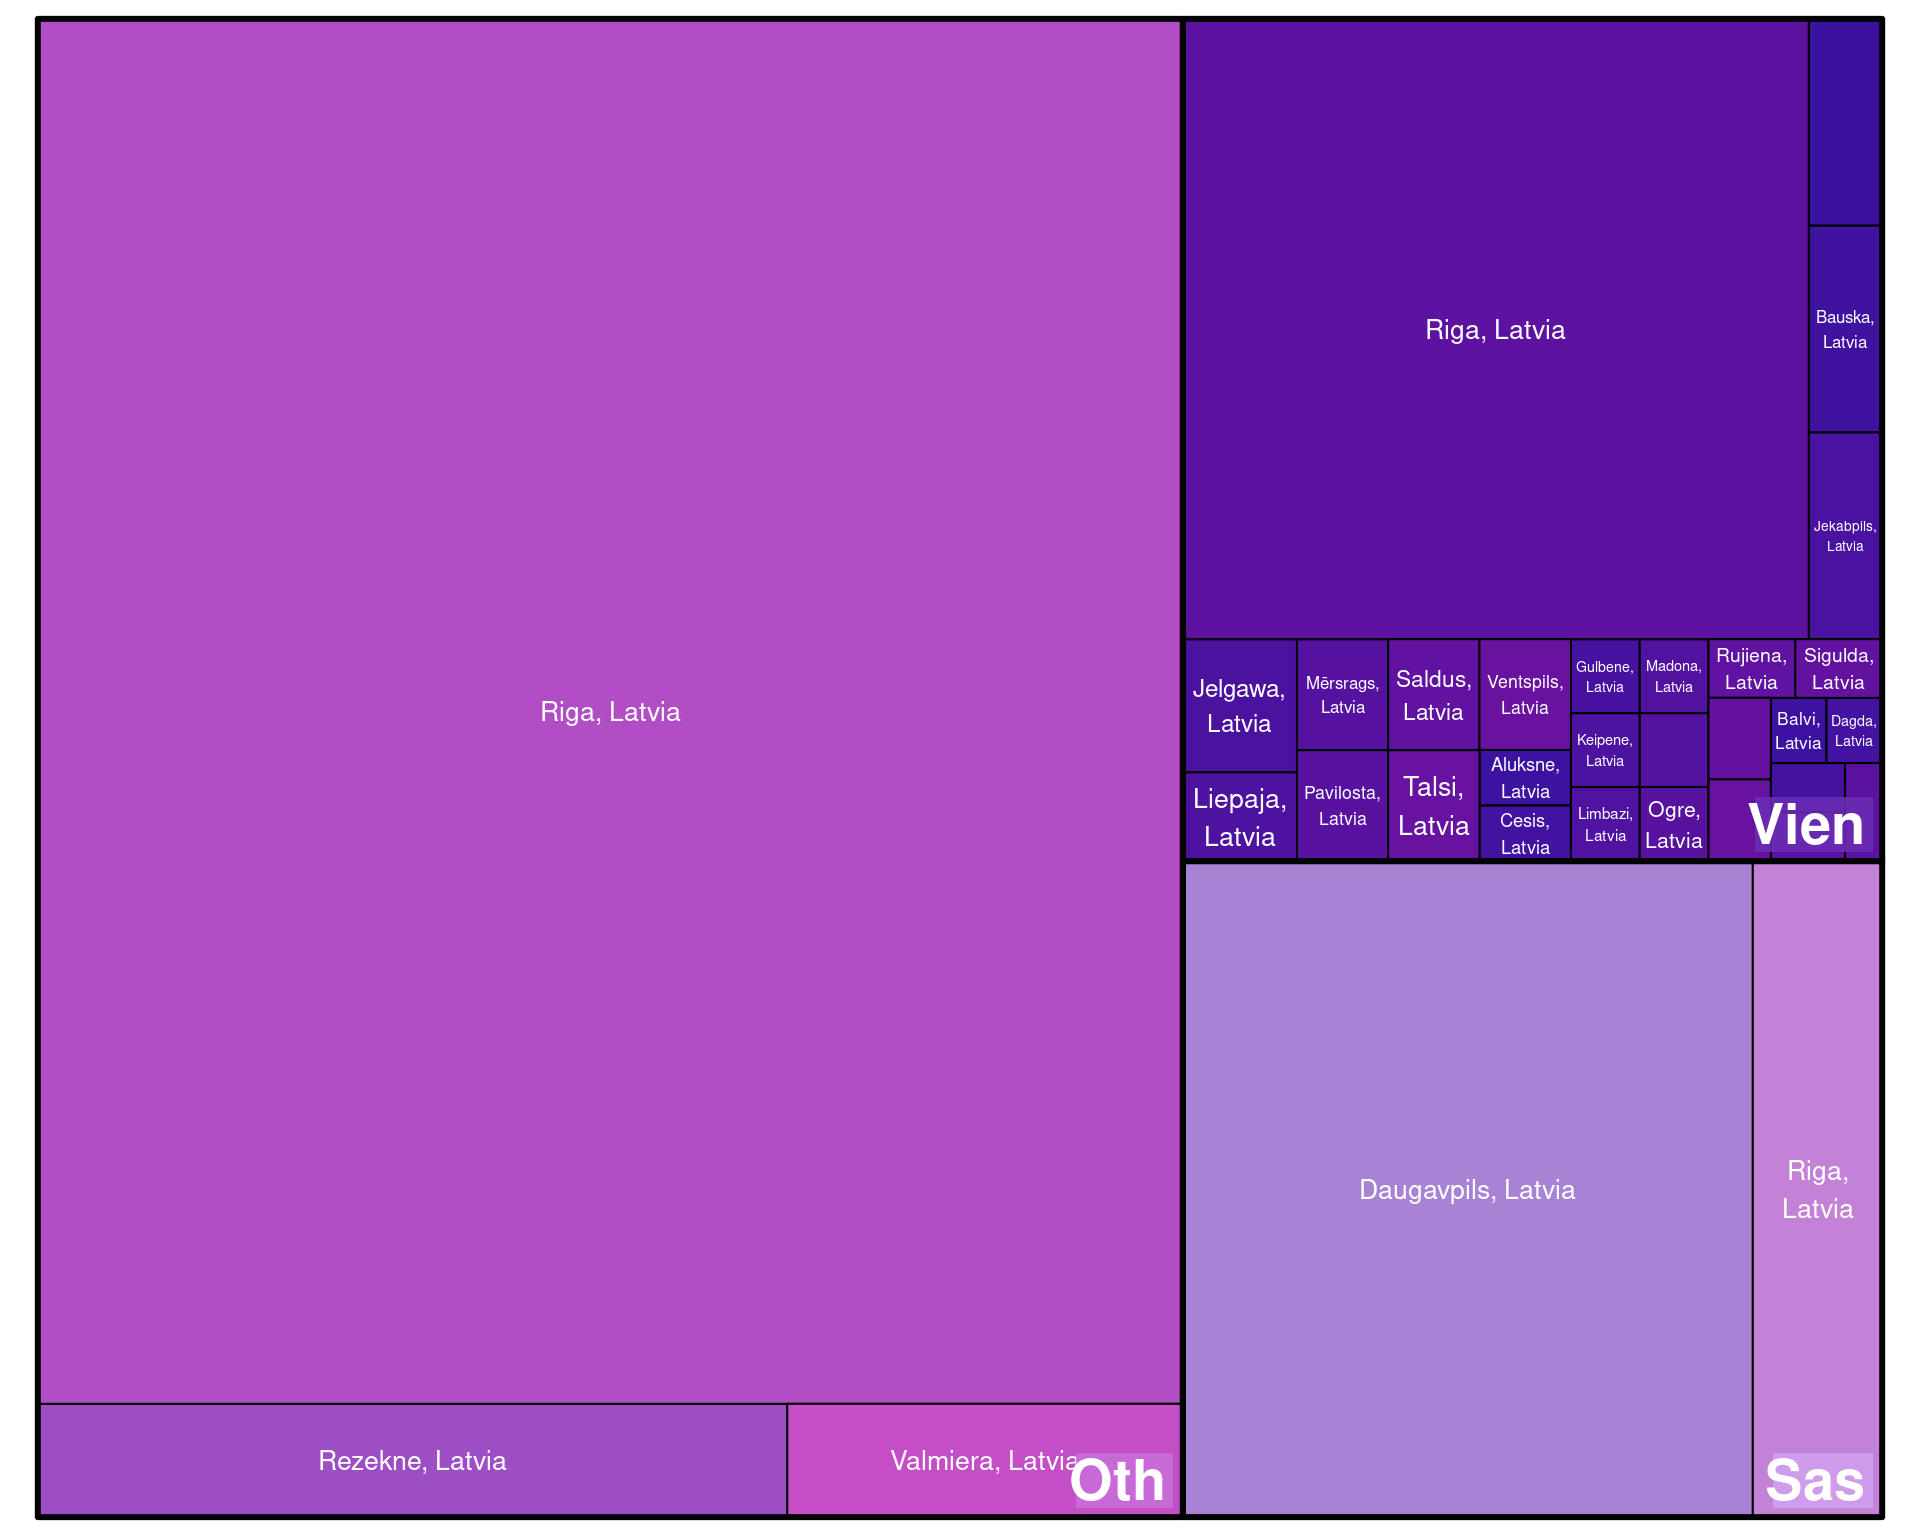 Riga, Latvia
Rezekne, Latvia
Valmiera, Latvia
Oth
Riga, Latvia
Bauska,
Latvia
Jekabpils,
Latvia
Jelgawa,
Latvia
Liepaja,
Latvia
Mērsrags,
Latvia
Pavilosta,
Latvia
Saldus,
Latvia
Talsi,
Latvia
Ventspils,
Latvia
Aluksne,
Latvia
Cesis,
Latvia
Gulbene,
Latvia
Keipene,
Latvia
Limbazi,
Latvia
Madona,
Latvia
Ogre,
Latvia
Rujiena,
Latvia
Sigulda,
Latvia
Balvi,
Latvia
Dagda,
Latvia
Vien
Daugavpils, Latvia
Riga,
Latvia
Sas